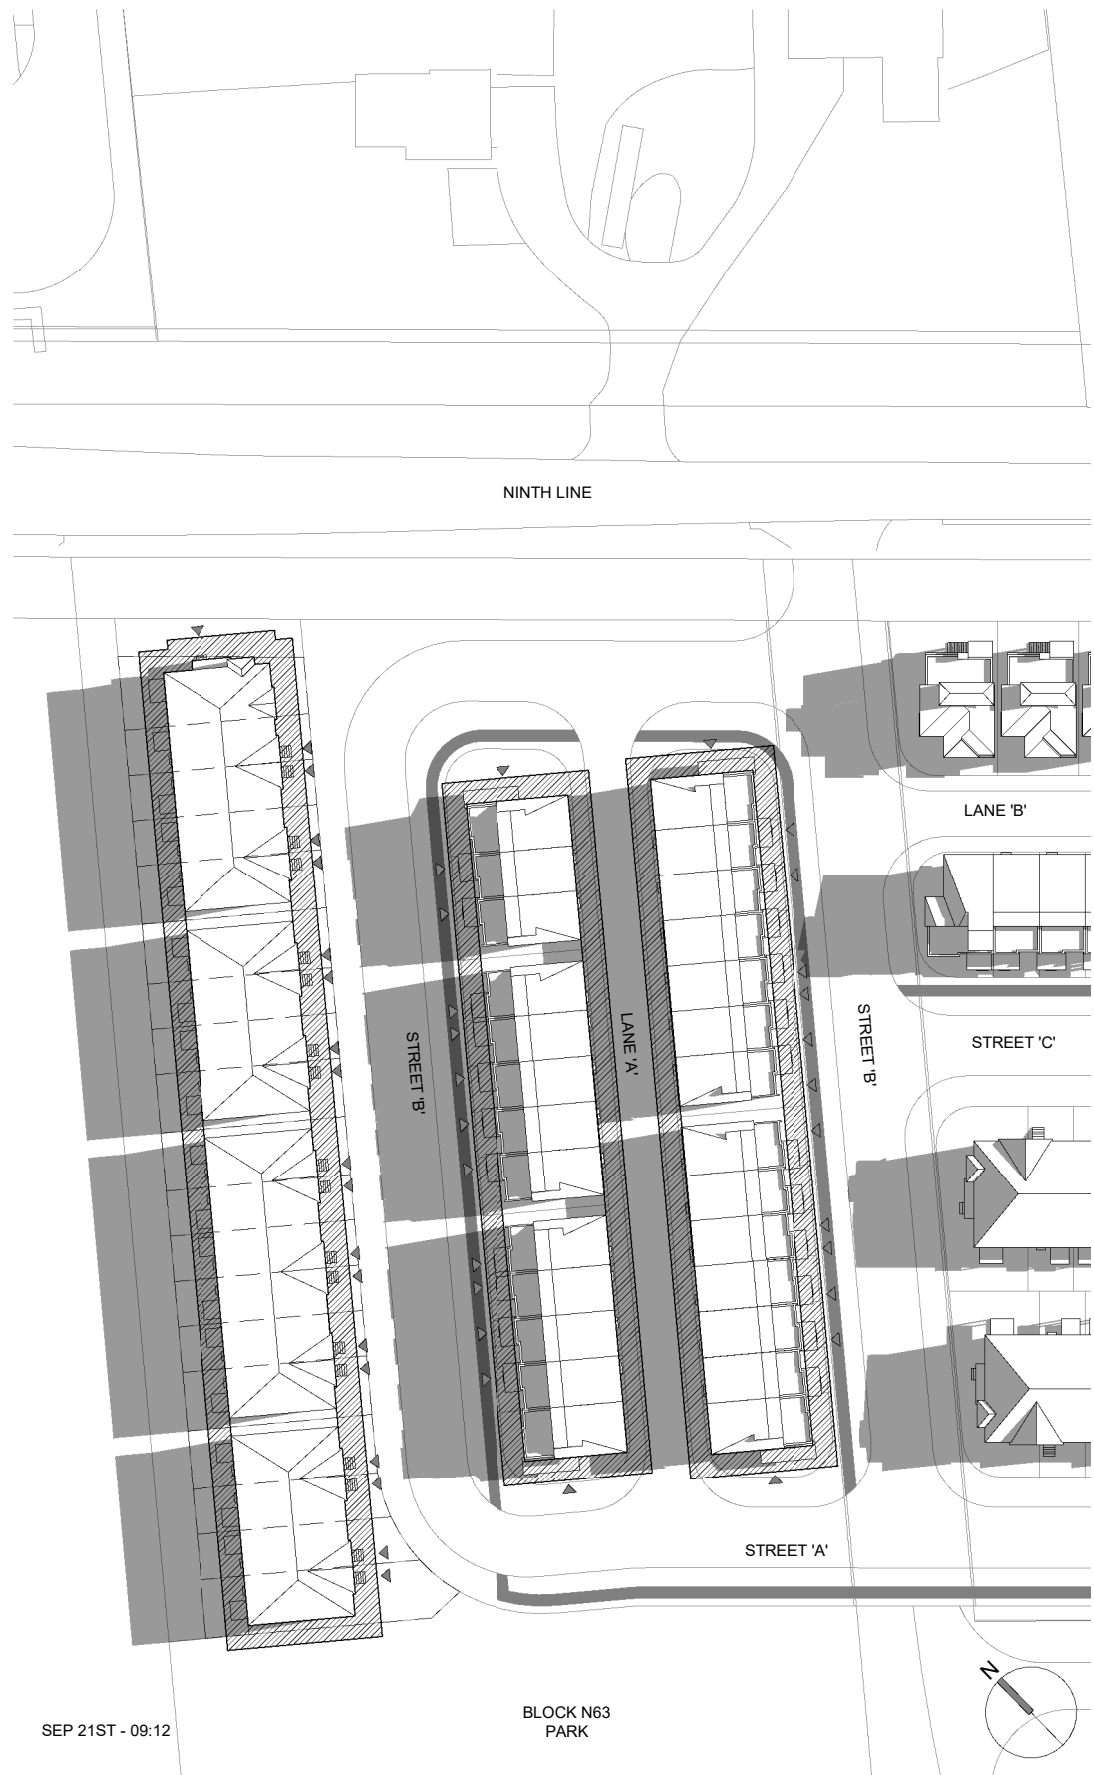 NINTH LINE
LANE 'B'
STREET 'B'
LANE 'A'
STREET 'B'
STREET 'C'
STREET 'A'
N
BLOCK N63
PARK
SEP 21ST - 09:12